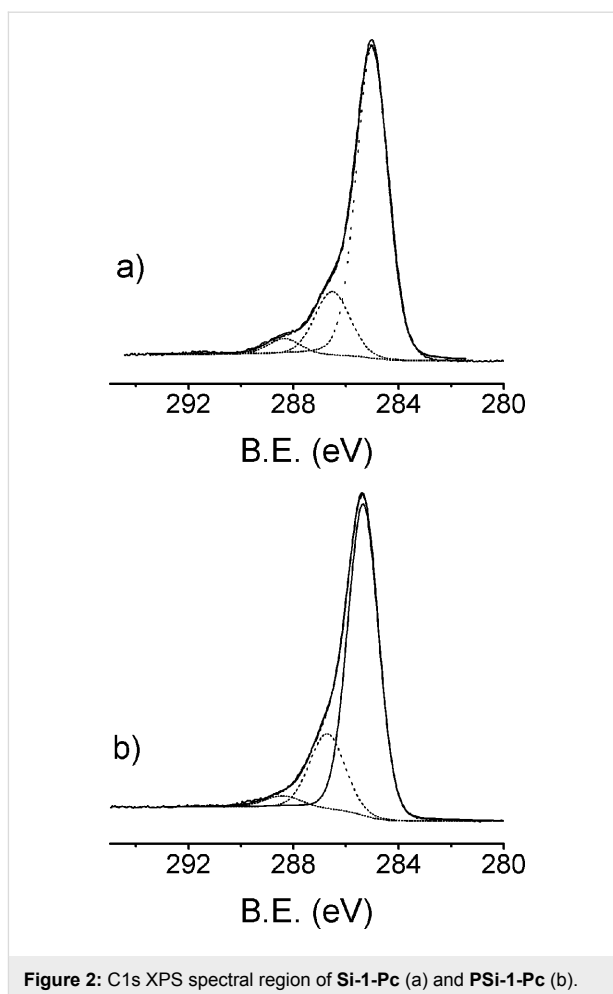 a)
292 288 284 280
B.E. (eV)
b)
292 288 284 280
B.E. (eV)
Figure 2: C1s XPS spectral region of Si-1-Pc (a) and PSi-1-Pc (b).